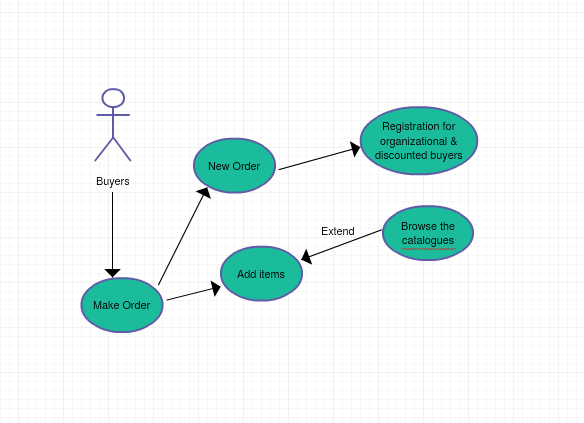 Buyers
Make Order
New Order
Add items
Extend
Registration for
organizational &
discounted buyers
Browse the
catalogues